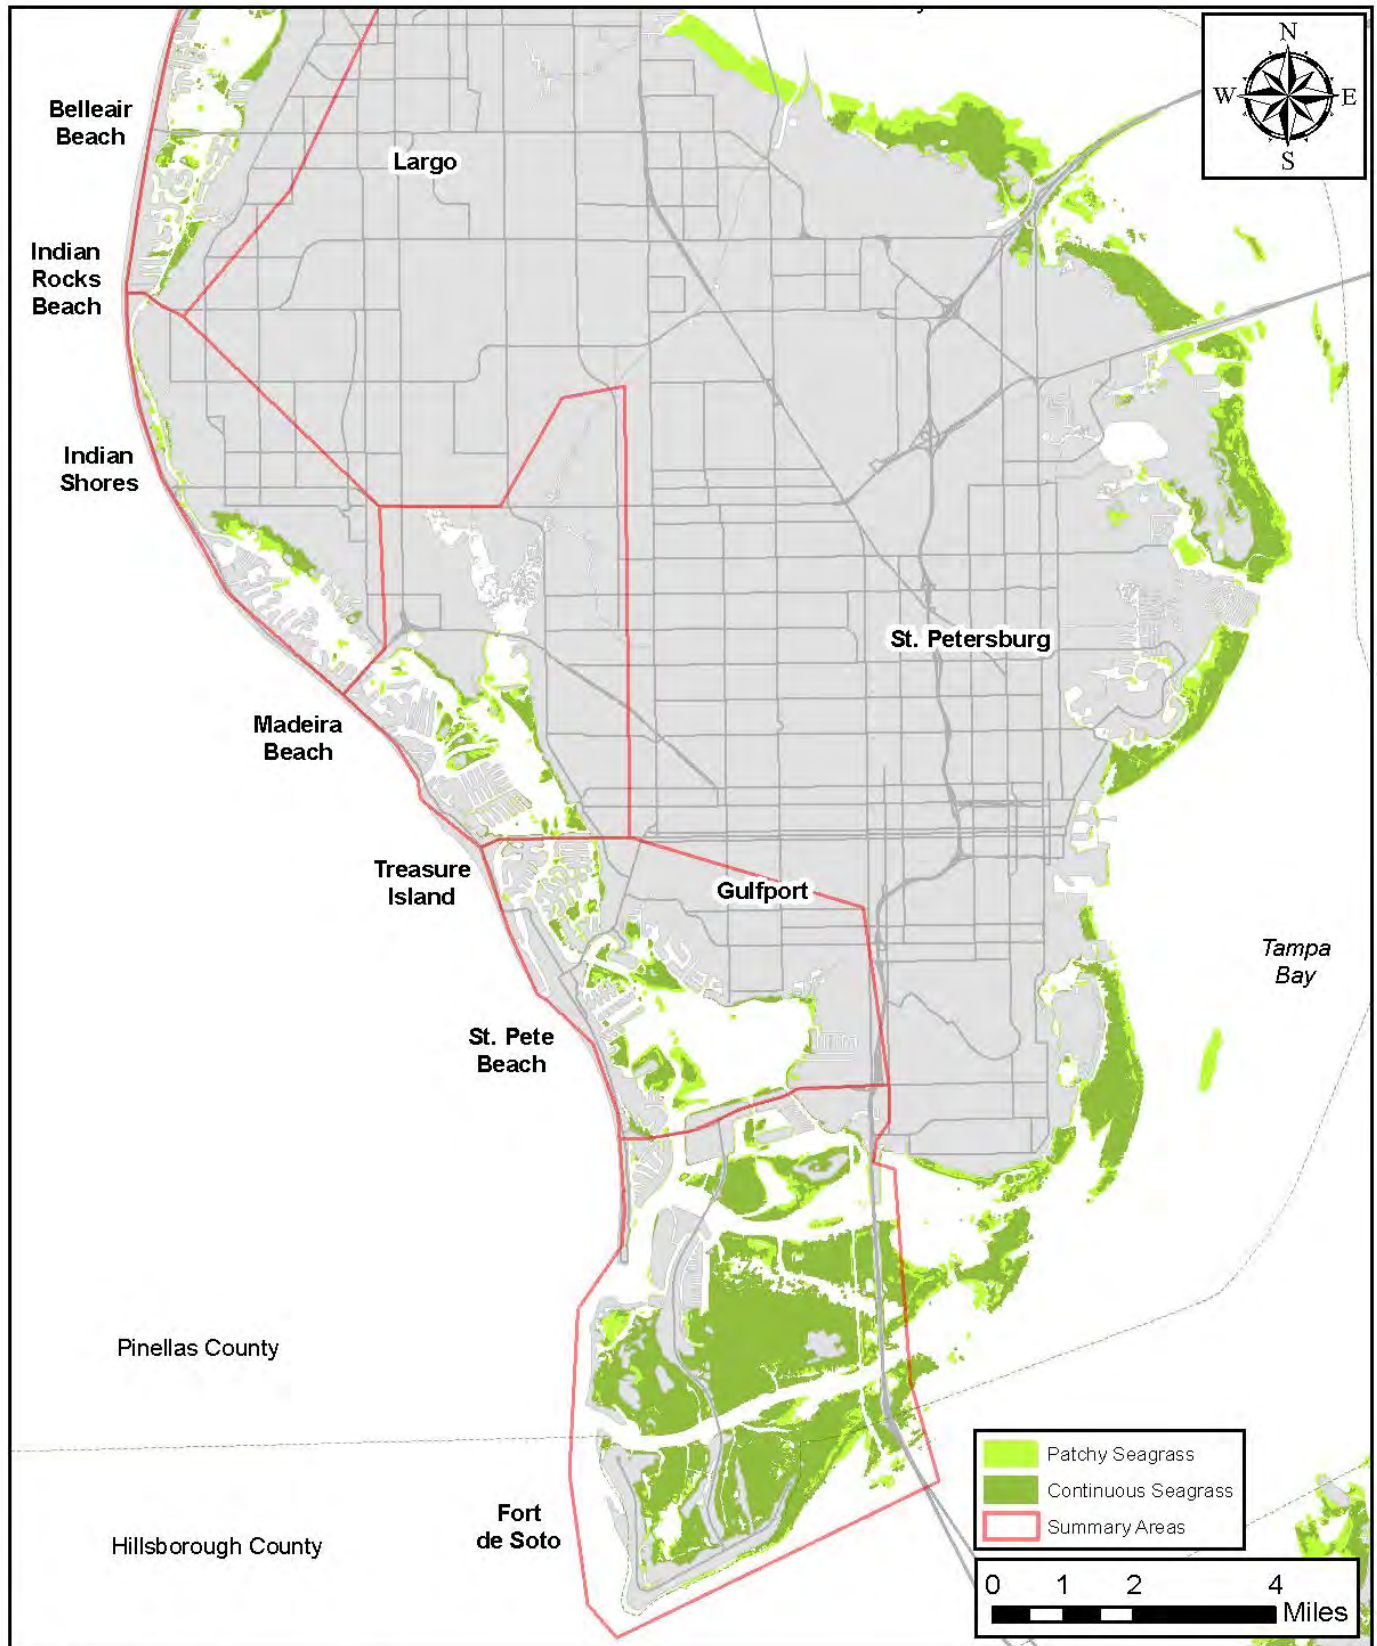 N
W
E
S
Belleair
Beach
Largo
Indian
Rocks
Beach
Indian
Shores
St. Petersburg
Madeira
Beach
Treasure
Island
Gulfport
Tampa
Bay
St. Pete
Beach
Pinellas County
Patchy Seagrass
Continuous Seagrass
Summary Areas
Fort
de Soto
Hillsborough County
0 1 2 4
Miles